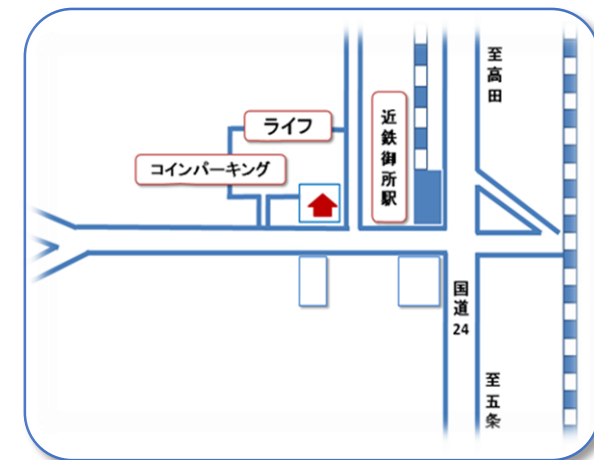 至高田
ライフ
近鉄御所駅
コインパーキング
国道24
至五条